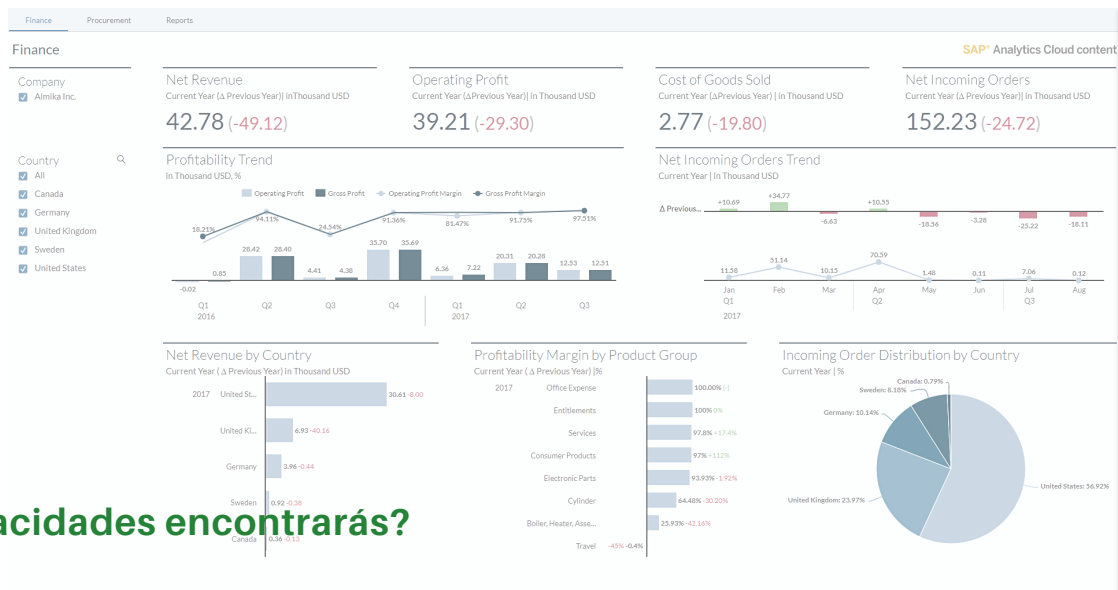 Finance Procurement Reports
Finance
SAP® Analytics Cloud content
Company
Almika Inc.
Country
All
Canada
Germany
United Kingdom
Sweden
United States
Net Revenue
Current Year (Δ Previous Year)| inThousand USD
42.78 (-49.12)
Operating Profit
Current Year (ΔPrevious Year)| in Thousand USD
39.21 (-29.30)
Cost of Goods Sold
Current Year (ΔPrevious Year) | in Thousand USD
2.77 (-19.80)
Net Incoming Orders
Current Year (Δ Previous Year)| in Thousand USD
152.23 (-24.72)
Profitability Trend
in Thousand USD, %
Operating Profit Gross Profit Operating Profit Margin Gross Profit Margin
18.21% 94.11% 24.54% 91.36% 81.47% 91.75% 97.51%
-0.02 0.85 28.42 28.40 4.41 4.38 35.70 35.69 6.36 7.22 20.31 20.28 12.53 12.51
Q1 Q2 Q3 Q4 Q1 Q2 Q3
2016 2017
Net Incoming Orders Trend
Current Year | in Thousand USD
Δ Previous... +10.69 +34.77 -6.63 +10.55 -18.36 -3.28 -25.22 -18.11
11.58 51.14 10.15 70.59 1.48 0.11 7.06 0.12
Jan Feb Mar Apr May Jun Jul Aug
Q1 Q2 Q3
2017
Net Revenue by Country
Current Year ( Δ Previous Year) in Thousand USD
2017 United St... 30.61 -8.00
United Ki... 6.93 -40.16
Germany 3.96 -0.44
Sweden 0.92 -0.36
Canada 0.36 -0.13
acidades encontrarás?
Profitability Margin by Product Group
Current Year ( Δ Previous Year) |%
2017 Office Expense 100.00% (-)
Entitlements 100% 0%
Services 97.8% +17.4%
Consumer Products 97% +112%
Electronic Parts 93.93% -1.92%
Cylinder 64.48% -30.20%
Boiler, Heater, Asse... 25.93% -42.16%
Travel -45% -0.4%
Incoming Order Distribution by Country
Current Year | %
Canada: 0.79%
Sweden: 8.18%
Germany: 10.14%
United Kingdom: 23.97%
United States: 56.92%